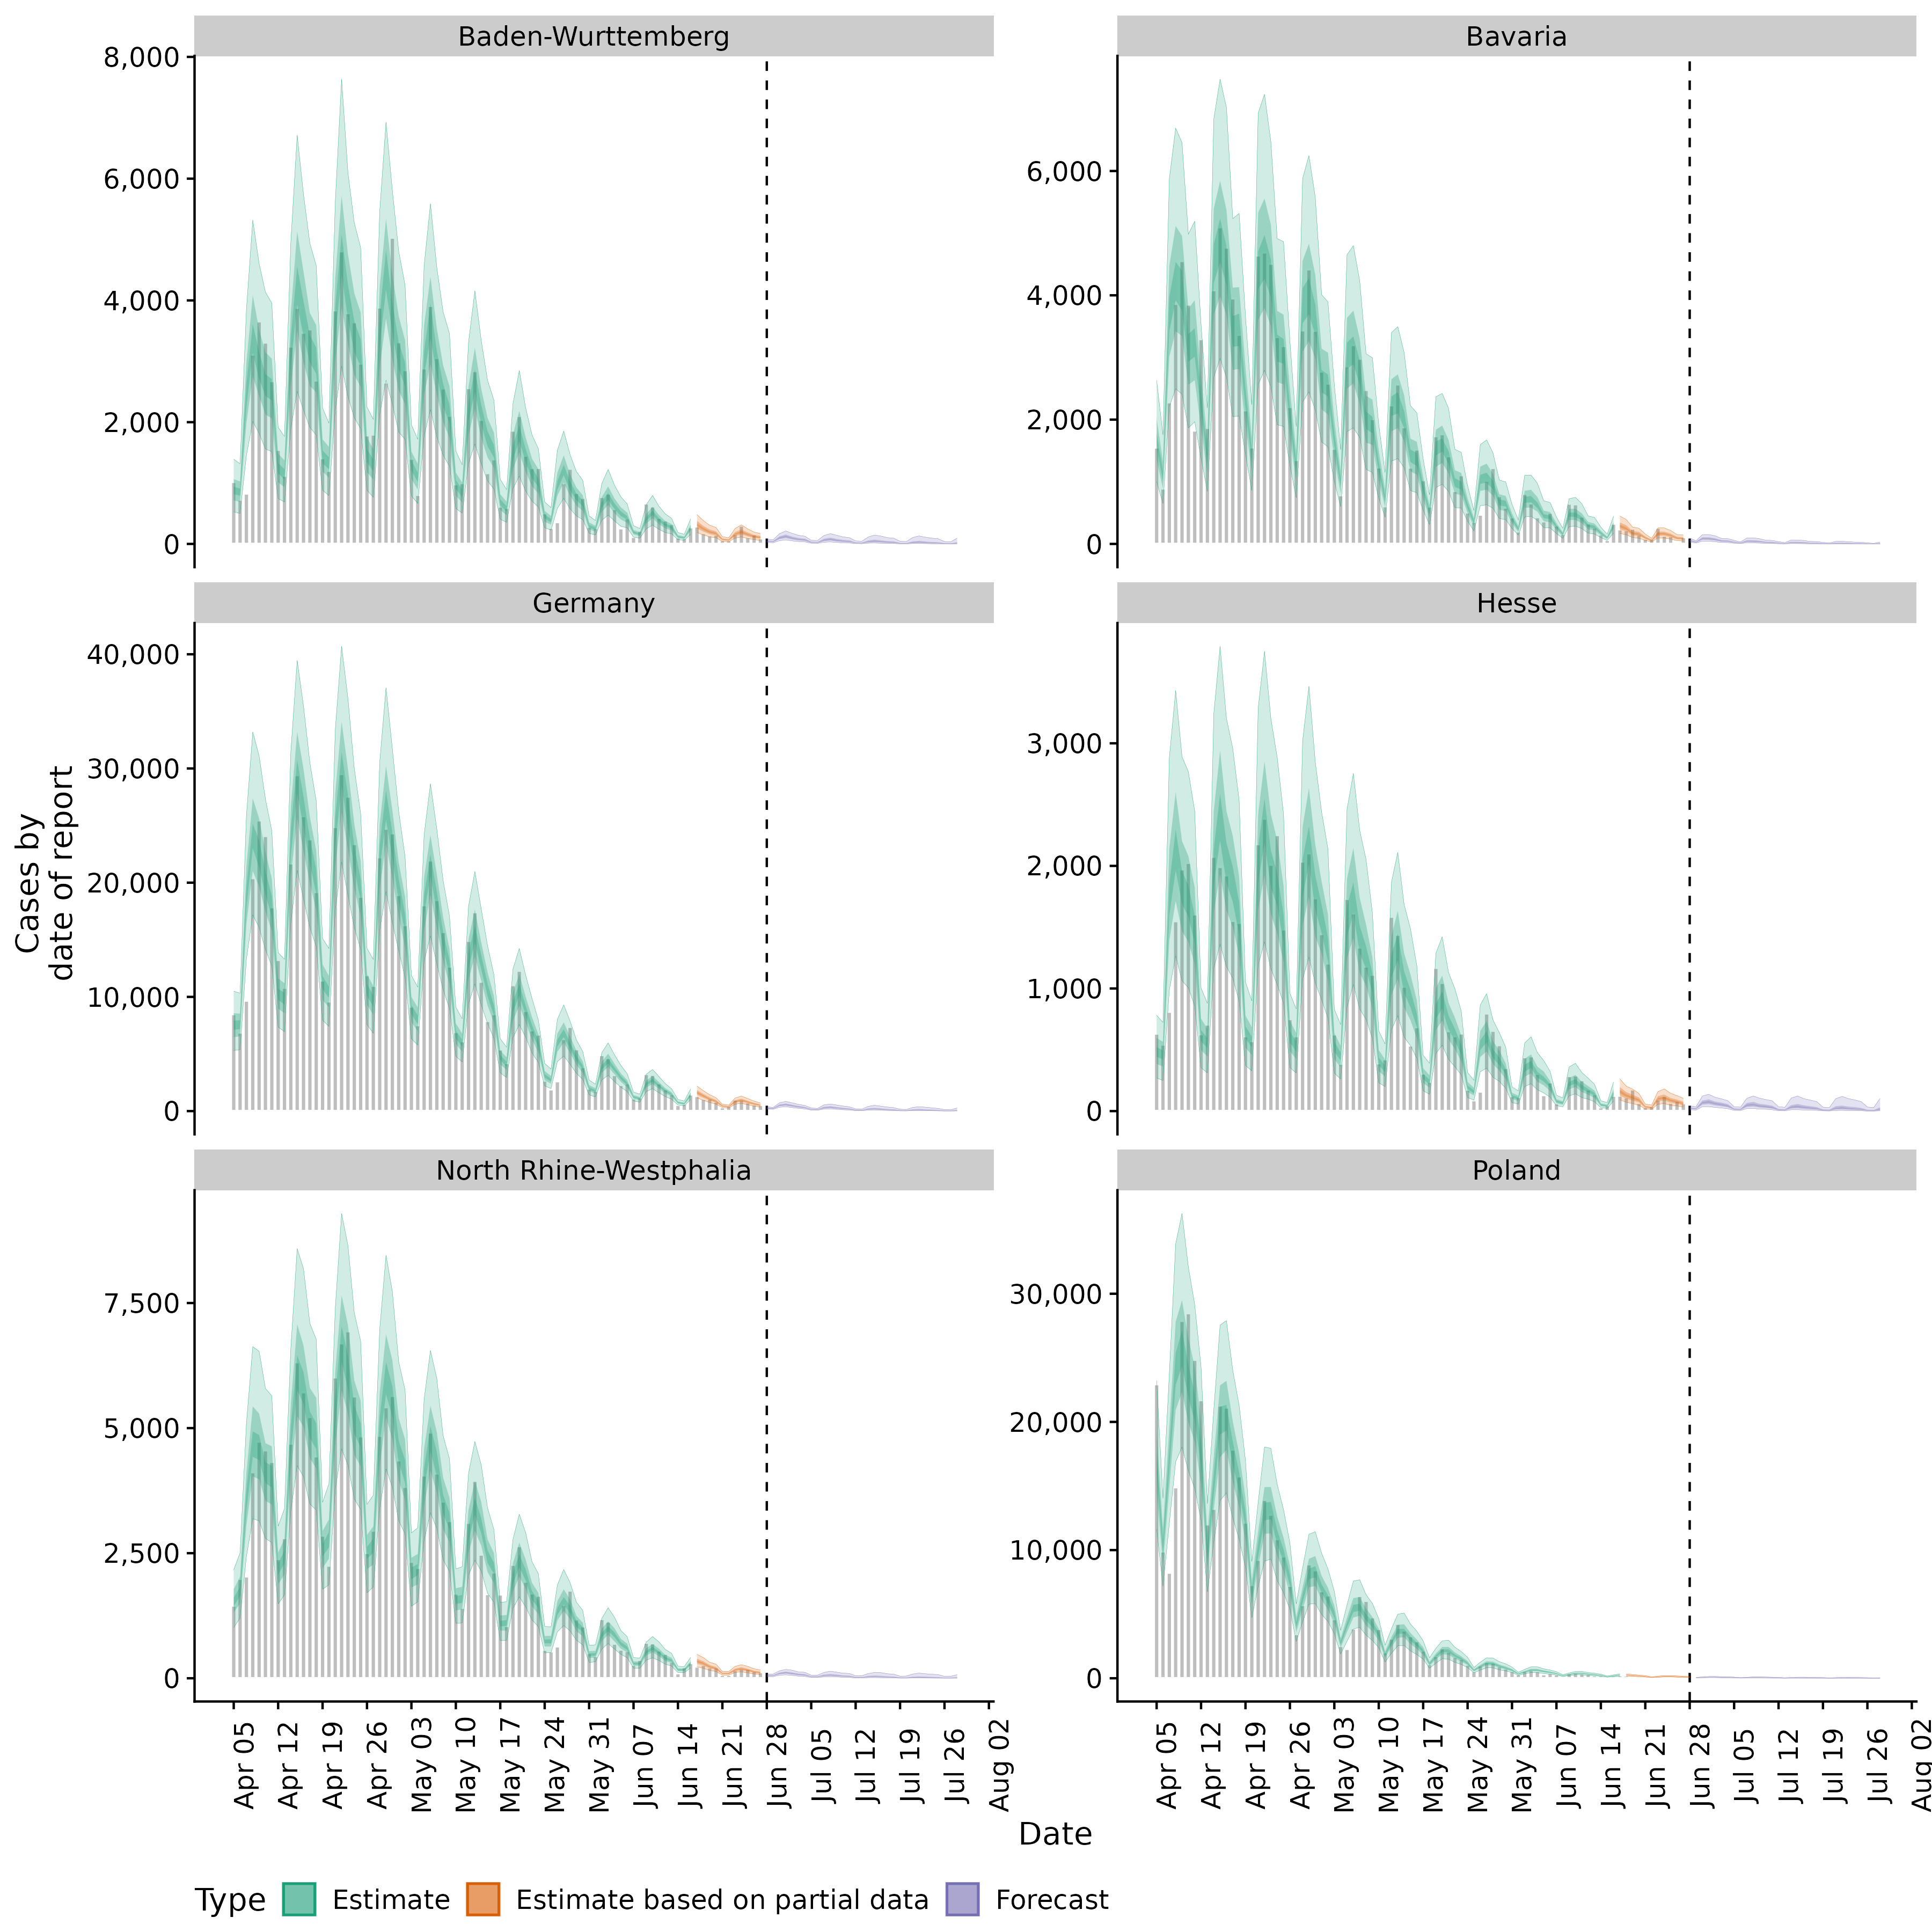 Baden-Wurttemberg
Bavaria
8,000
6,000
4,000
2,000
0
6,000
4,000
2,000
0
Germany
Hesse
40,000
30,000
20,000
10,000
0
3,000
2,000
1,000
0
Cases by
date of report
North Rhine-Westphalia
Poland
7,500
5,000
2,500
0
30,000
20,000
10,000
0
Apr 05
Apr 12
Apr 19
Apr 26
May 03
May 10
May 17
May 24
May 31
Jun 07
Jun 14
Jun 21
Jun 28
Jul 05
Jul 12
Jul 19
Jul 26
Aug 02
Apr 05
Apr 12
Apr 19
Apr 26
May 03
May 10
May 17
May 24
May 31
Jun 07
Jun 14
Jun 21
Jun 28
Jul 05
Jul 12
Jul 19
Jul 26
Aug 02
Date
Type Estimate Estimate based on partial data Forecast